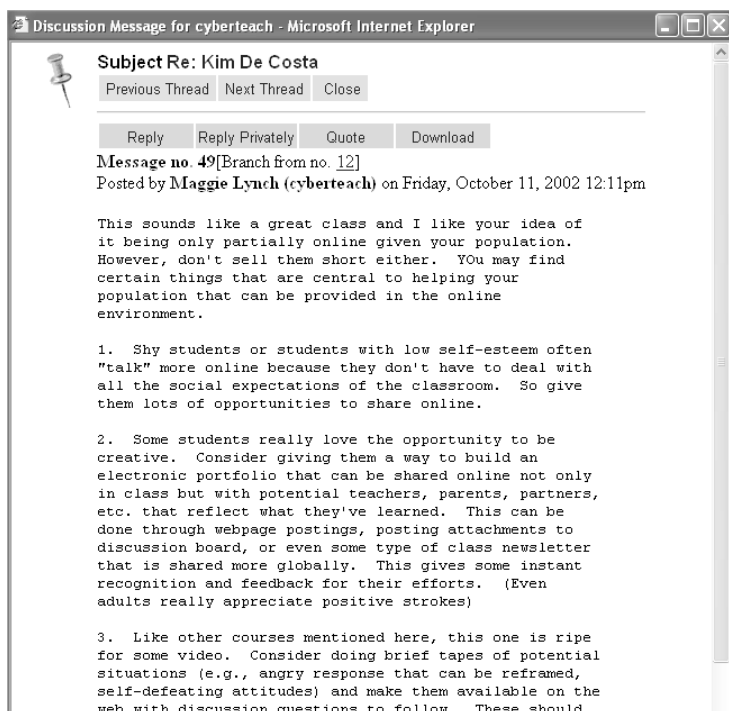 Discussion Message for cyberteach - Microsoft Internet Explorer
Subject Re: Kim De Costa
Previous Thread Next Thread Close
Reply Reply Privately Quote Download
Message no. 49[Branch from no. 12]
Posted by Maggie Lynch (cyberteach) on Friday, October 11, 2002 12:11pm
This sounds like a great class and I like your idea of
it being only partially online given your population.
However, don't sell them short either. YOu may find
certain things that are central to helping your
population that can be provided in the online
environment.
1. Shy students or students with low self-esteem often
"talk" more online because they don't have to deal with
all the social expectations of the classroom. So give
them lots of opportunities to share online.
2. Some students really love the opportunity to be
creative. Consider giving them a way to build an
electronic portfolio that can be shared online not only
in class but with potential teachers, parents, partners,
etc. that reflect what they've learned. This can be
done through webpage postings, posting attachments to
discussion board, or even some type of class newsletter
that is shared more globally. This gives some instant
recognition and feedback for their efforts. (Even
adults really appreciate positive strokes)
3. Like other courses mentioned here, this one is ripe
for some video. Consider doing brief tapes of potential
situations (e.g., angry response that can be reframed,
self-defeating attitudes) and make them available on the
web with discussion questions to follow. These should